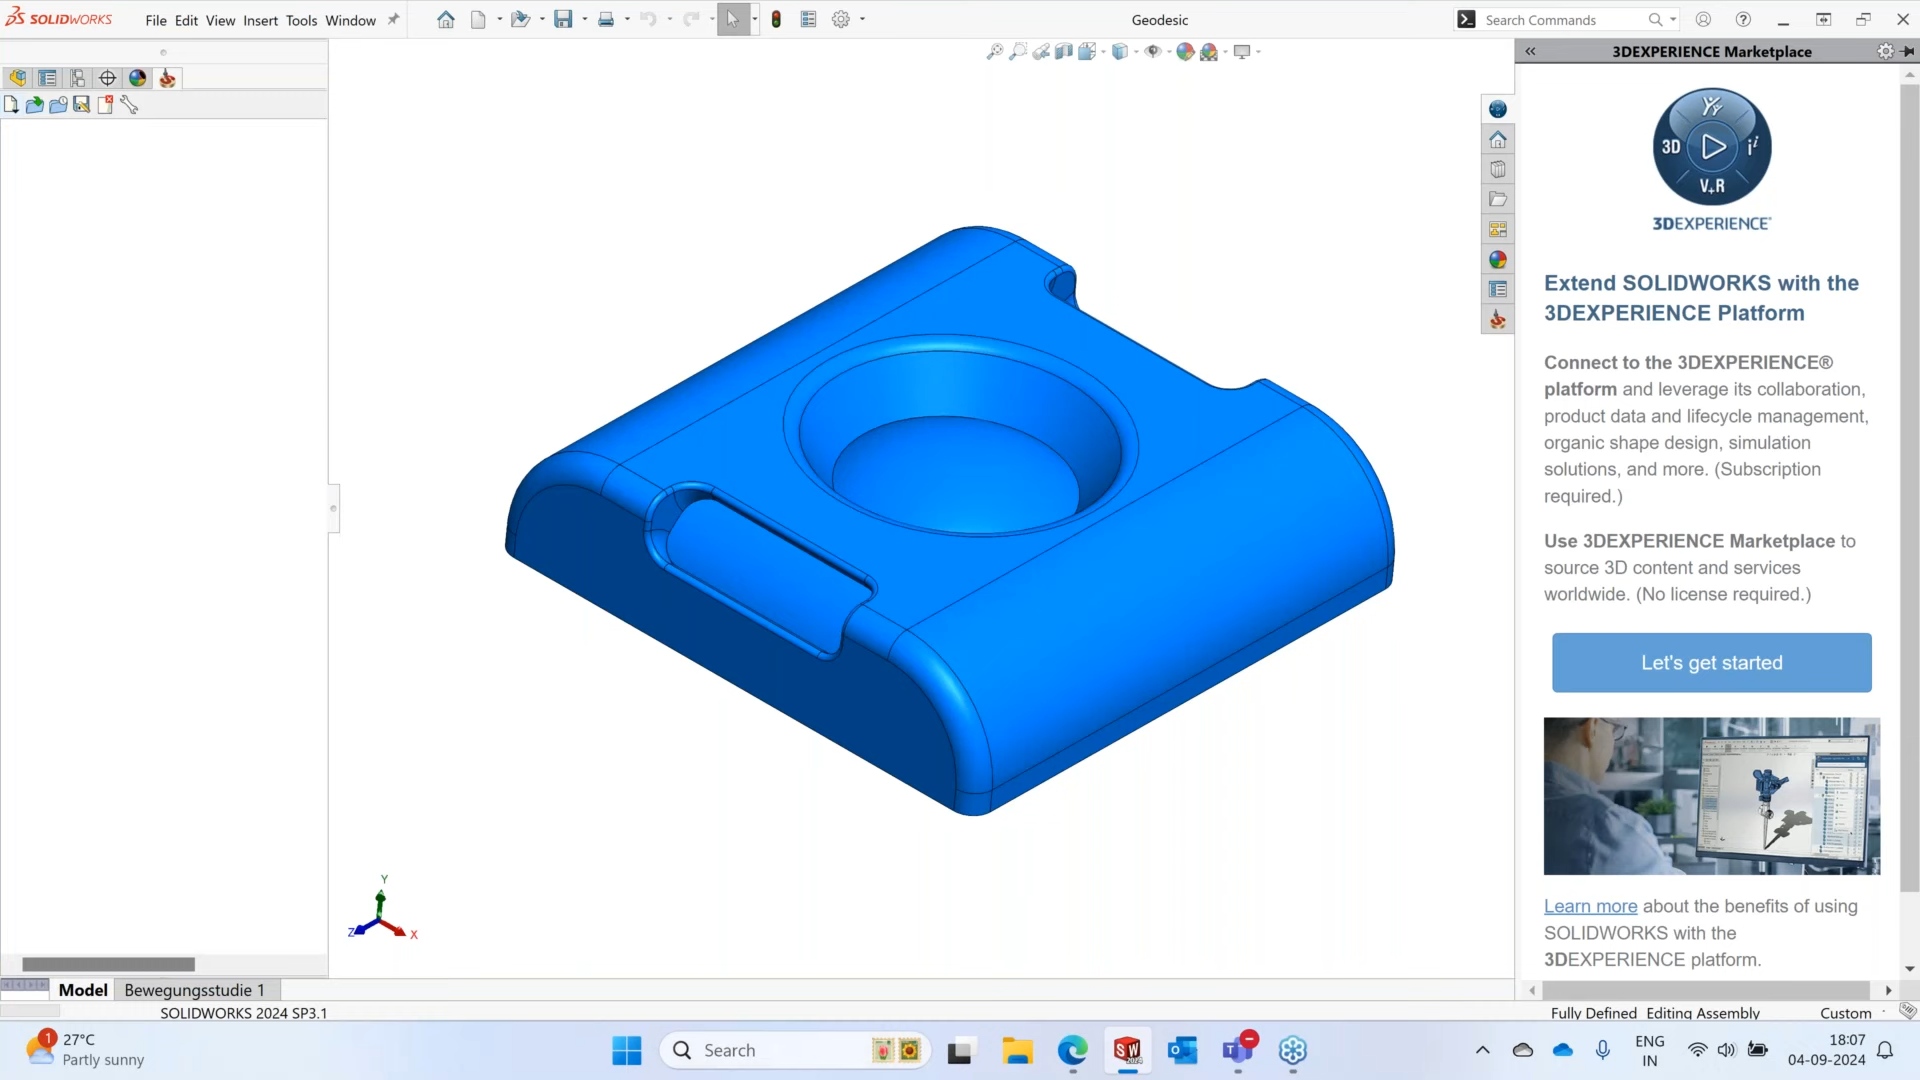 SOLIDWORKS File Edit View Insert Tools Window Geodesic Search Commands
3DEXPERIENCE Marketplace
3D V+R
3DEXPERIENCE
Extend SOLIDWORKS with the
3DEXPERIENCE Platform
Connect to the 3DEXPERIENCE®
platform and leverage its collaboration,
product data and lifecycle management,
organic shape design, simulation
solutions, and more. (Subscription
required.)
Use 3DEXPERIENCE Marketplace to
source 3D content and services
worldwide. (No license required.)
Let's get started
Y
Z X
Learn more about the benefits of using
SOLIDWORKS with the
3DEXPERIENCE platform.
Model Bewegungsstudie 1
SOLIDWORKS 2024 SP3.1 Fully Defined Editing Assembly Custom
1 27°C
Partly sunny
Search
SW
2024
ENG
IN
18:07
04-09-2024